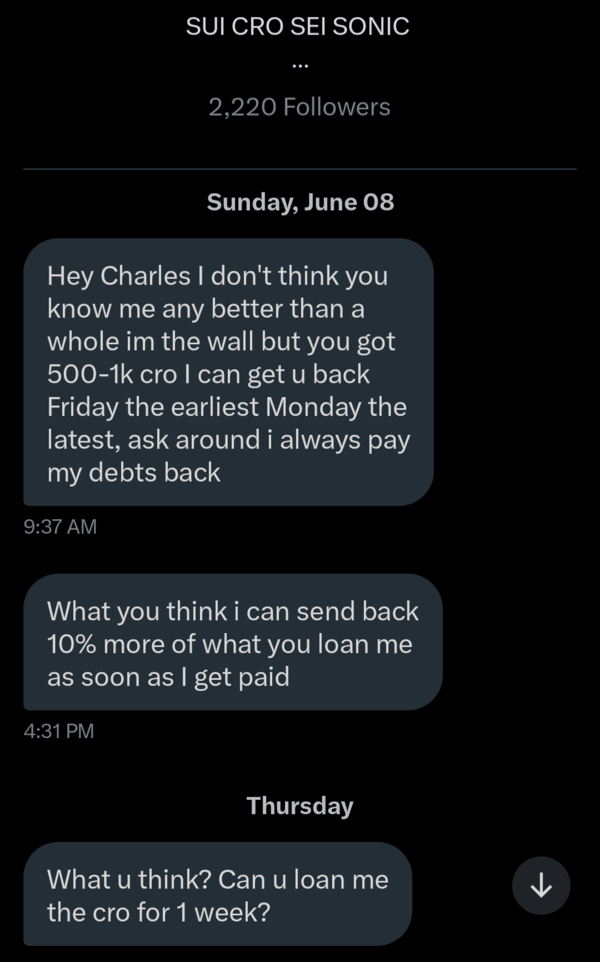 SUI CRO SEI SONIC
...
2,220 Followers
Sunday, June 08
Hey Charles I don't think you
know me any better than a
whole im the wall but you got
500-1k cro I can get u back
Friday the earliest Monday the
latest, ask around i always pay
my debts back
9:37 AM
What you think i can send back
10% more of what you loan me
as soon as I get paid
4:31 PM
Thursday
What u think? Can u loan me
the cro for 1 week?